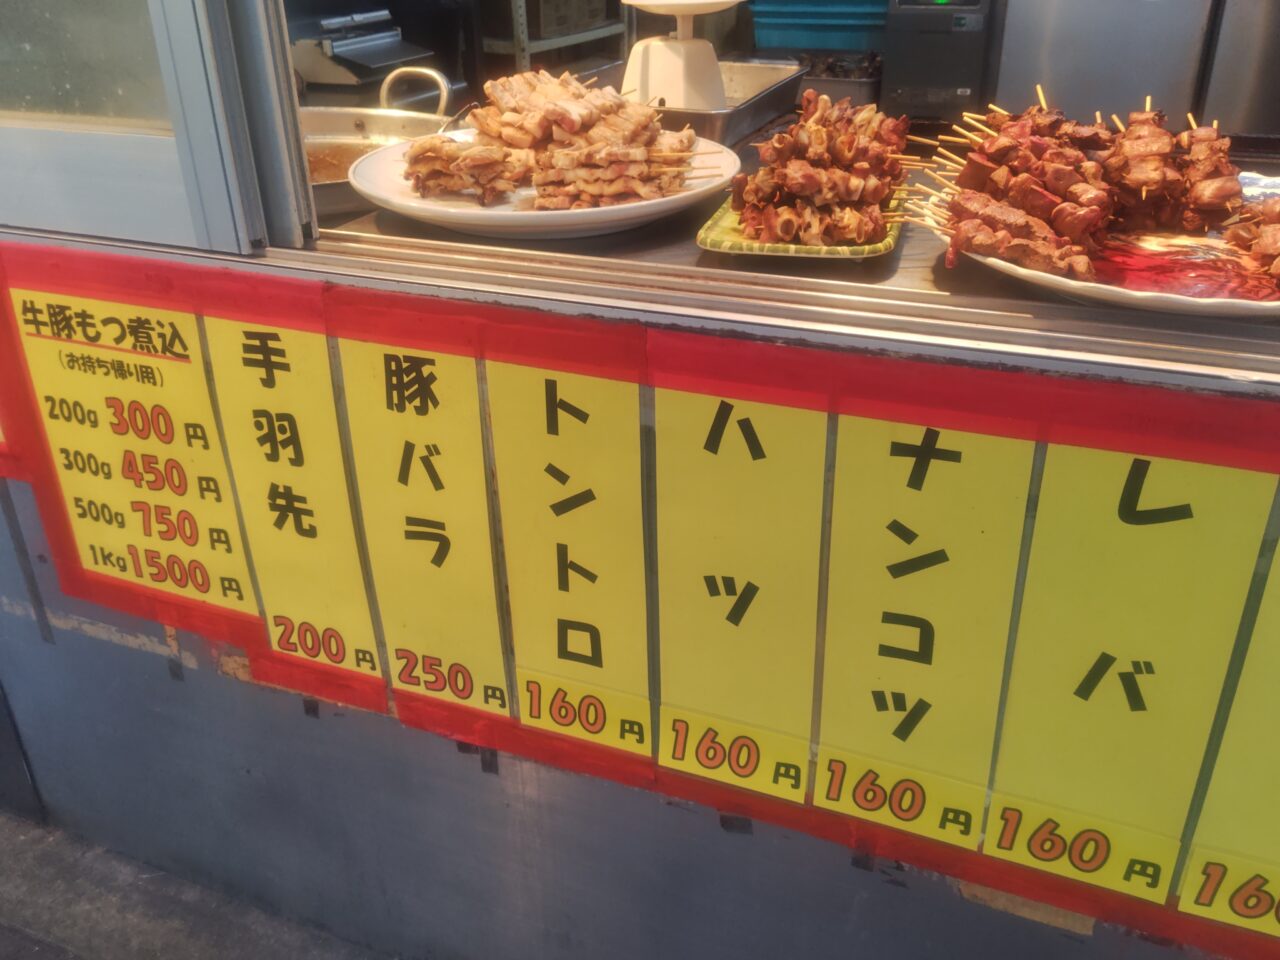 牛豚もつ煮込
(お持ち帰り用)
200g 300円
300g 450円
500g 750円
1Kg 1500円
手羽先
200円
豚バラ
250円
トントロ
160円
ハツ
160円
ナンコツ
160円
レバ
160円